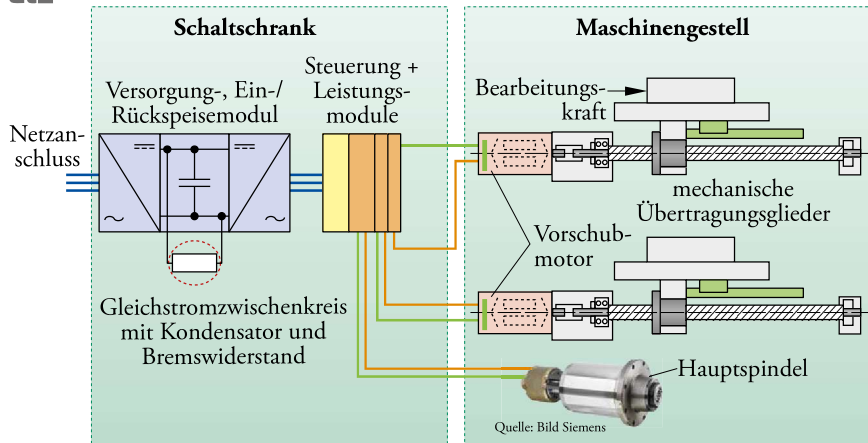 Schaltschrank
Maschinengestell
Versorgung-, Ein-/
Rückspeisemodul
Steuerung +
Leistungs-
module
Netzan-
schluss
Gleichstromzwischenkreis
mit Kondensator und
Bremswiderstand
Bearbeitungs-
kraft
mechanische
Übertragungsglieder
Vorschub-
motor
Hauptspindel
Quelle: Bild Siemens